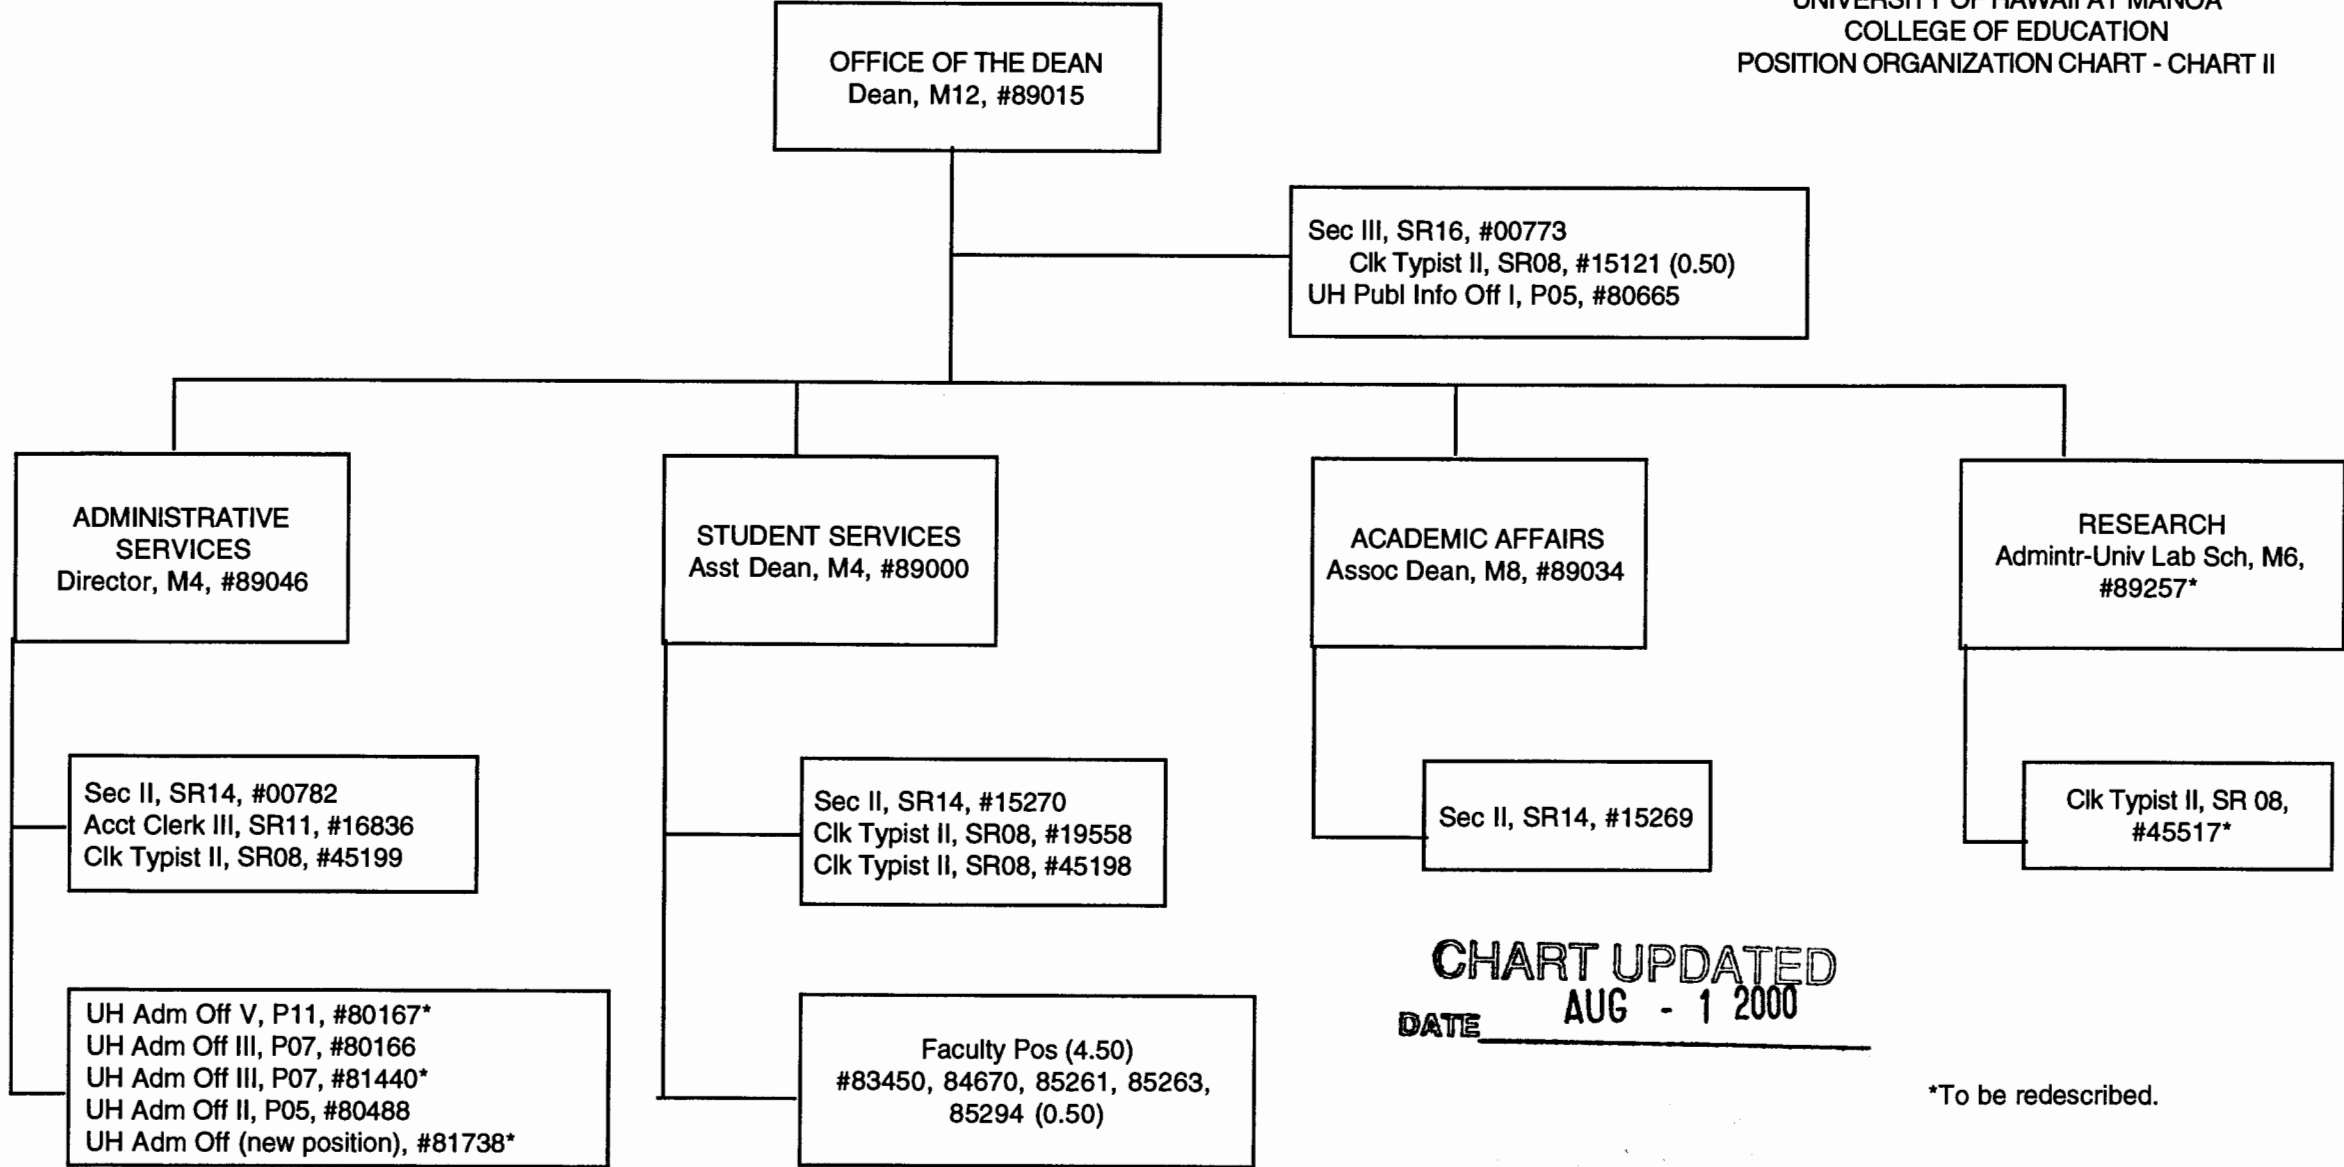 UNIVERSITY OF HAWAII AT MANOA
COLLEGE OF EDUCATION
POSITION ORGANIZATION CHART - CHART II
OFFICE OF THE DEAN
Dean, M12, #89015
Sec III, SR16, #00773
Clk Typist II, SR08, #15121 (0.50)
UH Publ Info Off I, P05, #80665
ADMINISTRATIVE
SERVICES
Director, M4, #89046
STUDENT SERVICES
Asst Dean, M4, #89000
ACADEMIC AFFAIRS
Assoc Dean, M8, #89034
RESEARCH
Admintr-Univ Lab Sch, M6,
#89257*
Sec II, SR14, #00782
Acct Clerk III, SR11, #16836
Clk Typist II, SR08, #45199
Sec II, SR14, #15270
Clk Typist II, SR08, #19558
Clk Typist II, SR08, #45198
Sec II, SR14, #15269
Clk Typist II, SR 08,
#45517*
UH Adm Off V, P11, #80167*
UH Adm Off III, P07, #80166
UH Adm Off III, P07, #81440*
UH Adm Off II, P05, #80488
UH Adm Off (new position), #81738*
Faculty Pos (4.50)
#83450, 84670, 85261, 85263,
85294 (0.50)
CHART UPDATED
DATE AUG - 1 2000
*To be redescribed.